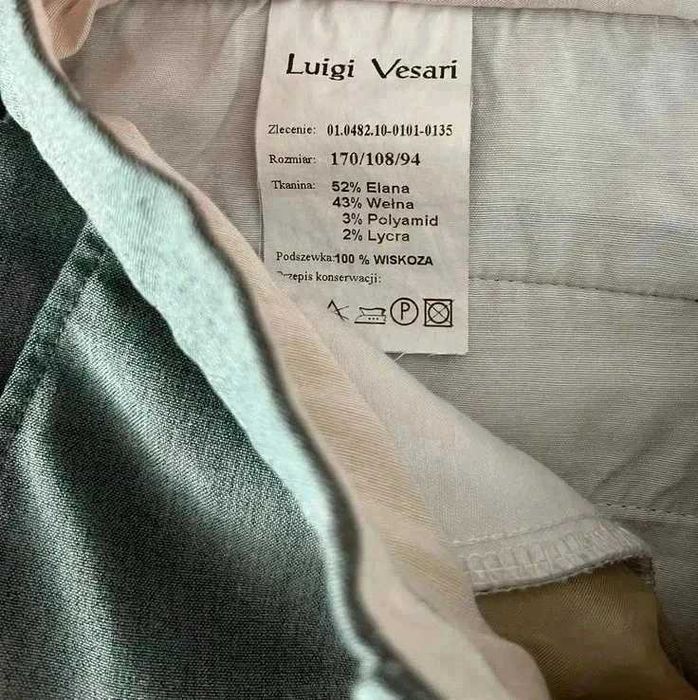 Luigi Vesari
Zlecenie: 01.0482.10-0101-0135
Rozmiar: 170/108/94
Tkanina: 52% Elana
43% Wełna
3% Polyamid
2% Lycra
Podszewka:100 % WISKOZA
Przepis konserwacji:
P